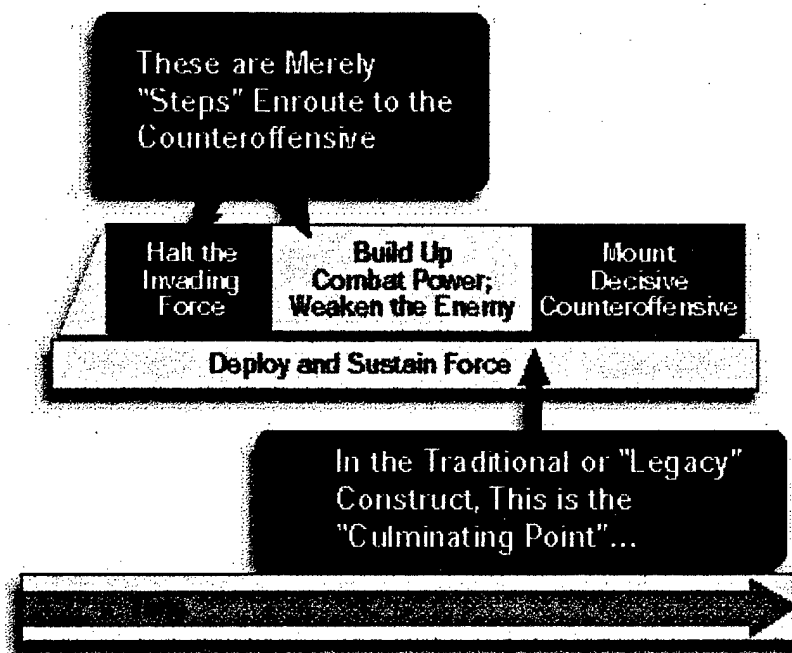 These are Merely
"Steps" Enroute to the
Counteroffensive
Halt the
Invading
Force
Build Up
Combat Power;
Weaken the Enemy
Mount
Decisive
Counteroffensive
Deploy and Sustain Force
In the Traditional or "Legacy"
Construct, This is the
"Culminating Point"...